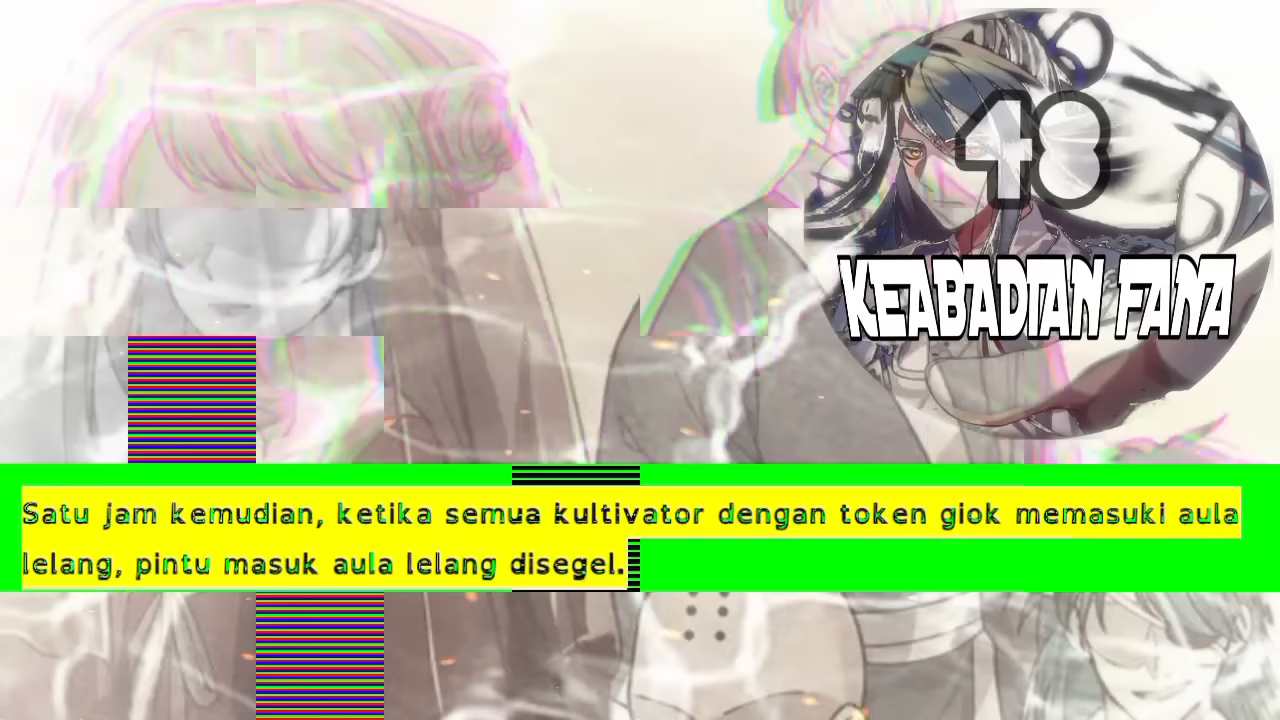 48
KEABADIAN FANA
Satu jam kemudian, ketika semua kultivator dengan token giok memasuki aula
lelang, pintu masuk aula lelang disegel.